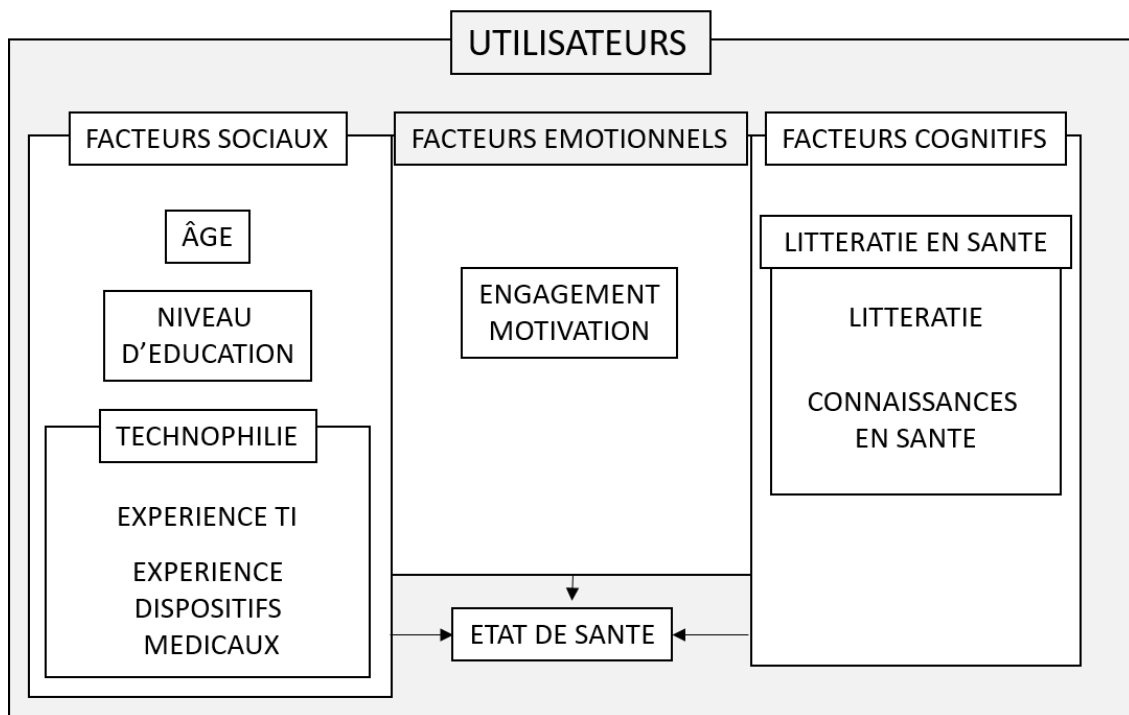 UTILISATEURS
FACTEURS SOCIAUX
ÂGE
NIVEAU
D'EDUCATION
TECHNOPHILIE
EXPERIENCE TI
EXPERIENCE
DISPOSITIFS
MEDICAUX
FACTEURS EMOTIONNELS
ENGAGEMENT
MOTIVATION
FACTEURS COGNITIFS
LITTERATIE EN SANTE
LITTERATIE
CONNAISSANCES
EN SANTE
ETAT DE SANTE